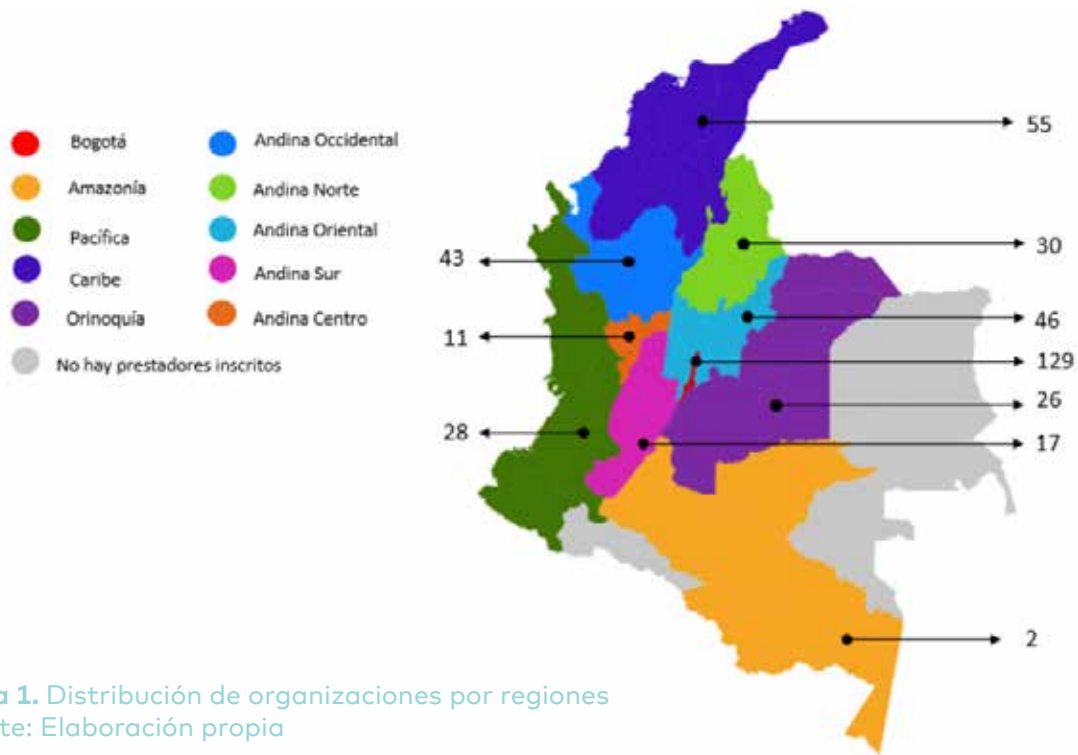 Bogotá
Amazonía
Pacífica
Caribe
Orinoquía
No hay prestadores inscritos
Andina Occidental
Andina Norte
Andina Oriental
Andina Sur
Andina Centro
55
43
30
46
11
129
26
28
17
2
1. Distribución de organizaciones por regiones
Elaboración propia